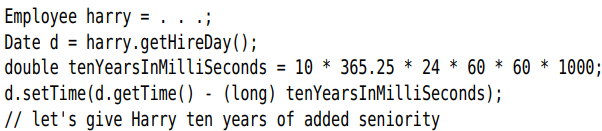 Employee harry = . . .;
Date d = harry.getHireDay();
double tenYearsInMilliSeconds = 10 * 365.25 * 24 * 60 * 60 * 1000;
d.setTime(d.getTime() - (long) tenYearsInMilliSeconds);
// let's give Harry ten years of added seniority